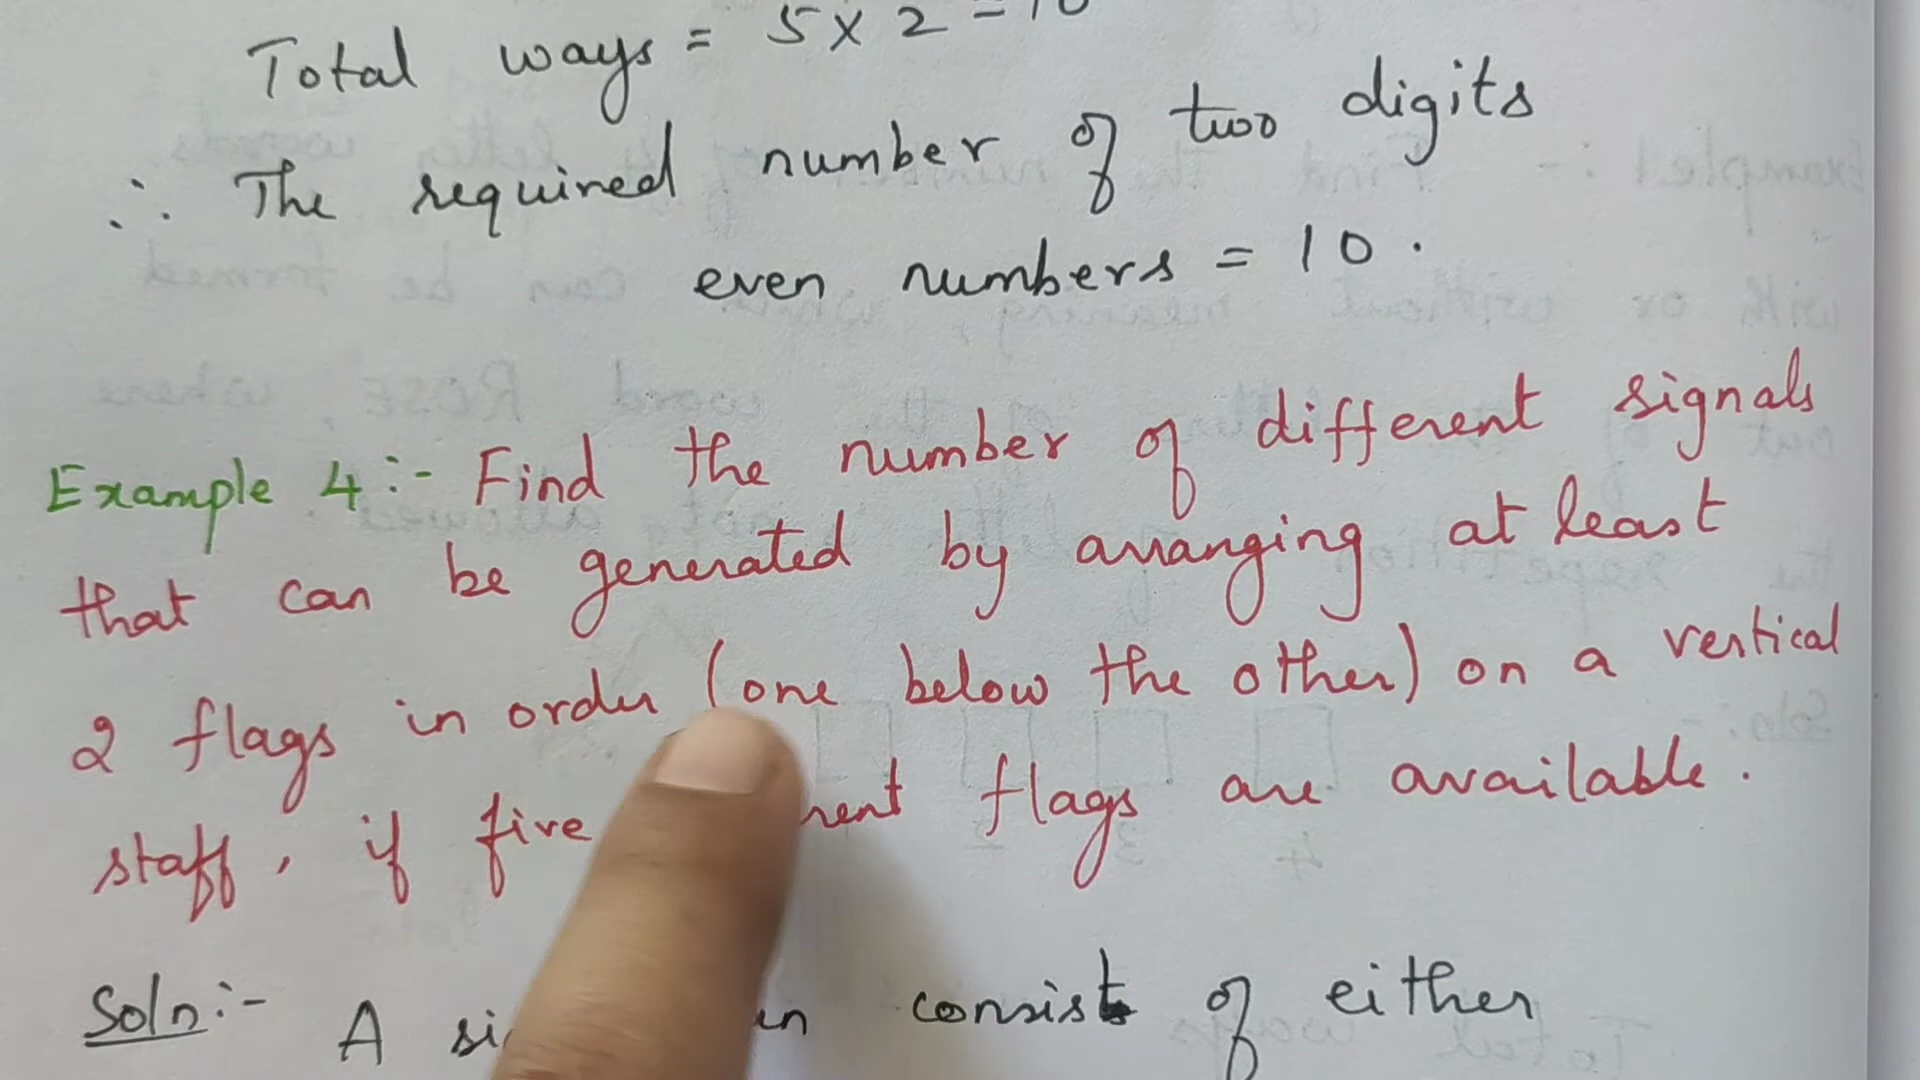 Total ways = 5 x 2 = 10
∴ The required number of two digits
even numbers = 10.
Example 4:- Find the number of different signals
that can be generated by arranging at least
2 flags in order (one below the other) on a vertical
staff, if five flags are available.
Soln:- A consists of either